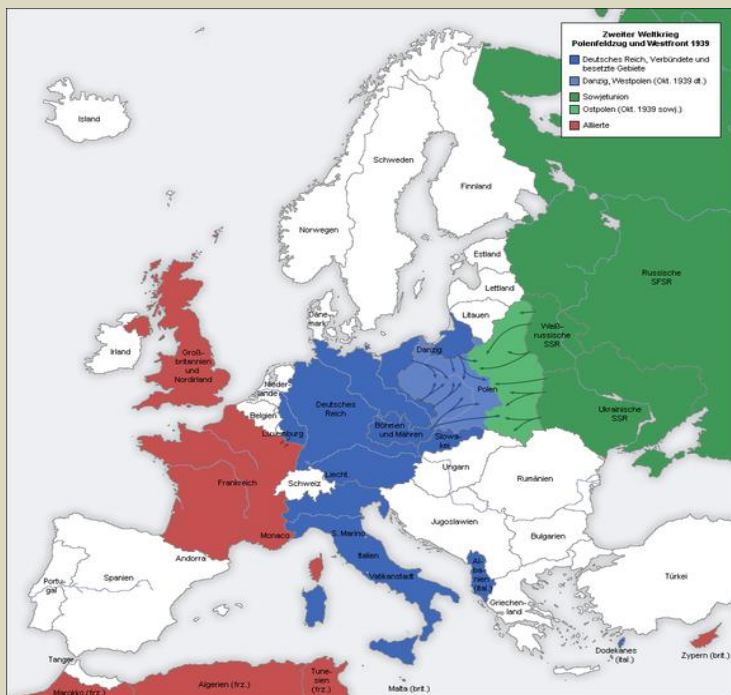 Zweiter Weltkrieg
Polenfeldzug und Westfront 1939
Deutsches Reich, Verbündete und
besetzte Gebiete
Danzig, Westpolen (Okt. 1939 dt.)
Sowjetunion
Ostpolen (Okt. 1939 sowj.)
Alliierte
Island
Schweden
Finnland
Norwegen
Estland
Russische
SFSR
Lettland
Däne-
mark
Litauen
Weiß-
russische
SSR
Irland
Groß-
britannien
und
Nordirland
Danzig
Nieder-
lande
Polen
Belgien
Deutsches
Reich
Ukrainische
SSR
Luxemburg
Böhmen
und Mähren
Slowa-
kei
Liecht.
Frankreich
Schweiz
Ungarn
Rumänien
Jugoslawien
Monaco
S. Marino
Bulgarien
Andorra
Italien
Portu-
gal
Spanien
Vatikanstadt
Al-
ba-
nien
(ital.)
Türkei
Griechen-
land
Tanger
Dodekanes
(ital.)
Zypern (brit.)
Marokko (frz.)
Algerien (frz.)
Tune-
sien
(frz.)
Malta (brit.)